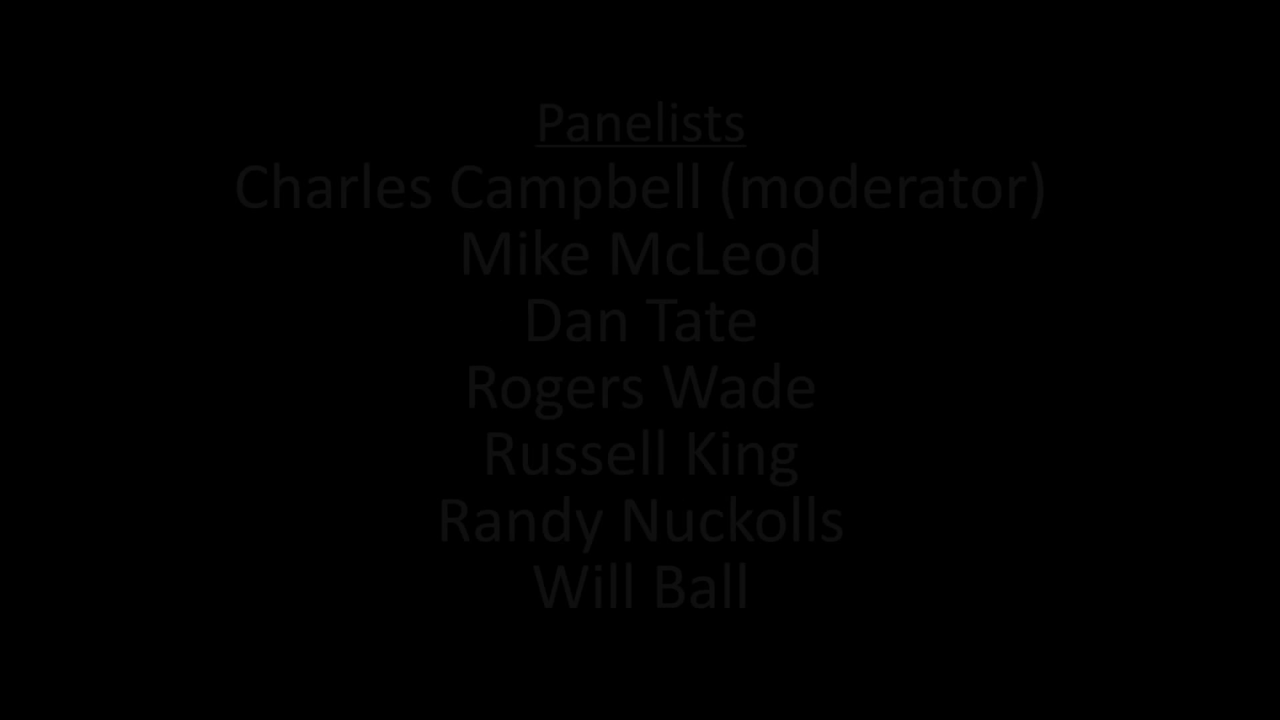 Panelists
Charles Campbell (moderator)
Mike McLeod
Dan Tate
Rogers Wade
Russell King
Randy Nuckolls
Will Ball